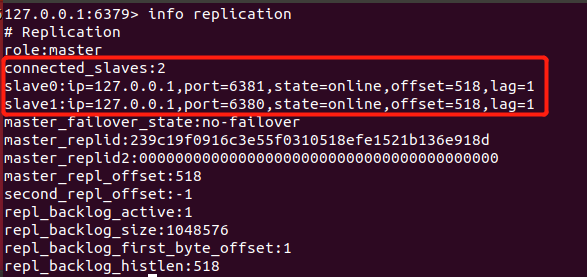 127.0.0.1:6379> info replication
# Replication
role:master
connected_slaves:2
slave0:ip=127.0.0.1,port=6381,state=online,offset=518,lag=1
slave1:ip=127.0.0.1,port=6380,state=online,offset=518,lag=1
master_failover_state:no-failover
master_replid:239c19f0916c3e55f0310518efe1521b136e918d
master_replid2:0000000000000000000000000000000000000000
master_repl_offset:518
second_repl_offset:-1
repl_backlog_active:1
repl_backlog_size:1048576
repl_backlog_first_byte_offset:1
repl_backlog_histlen:518